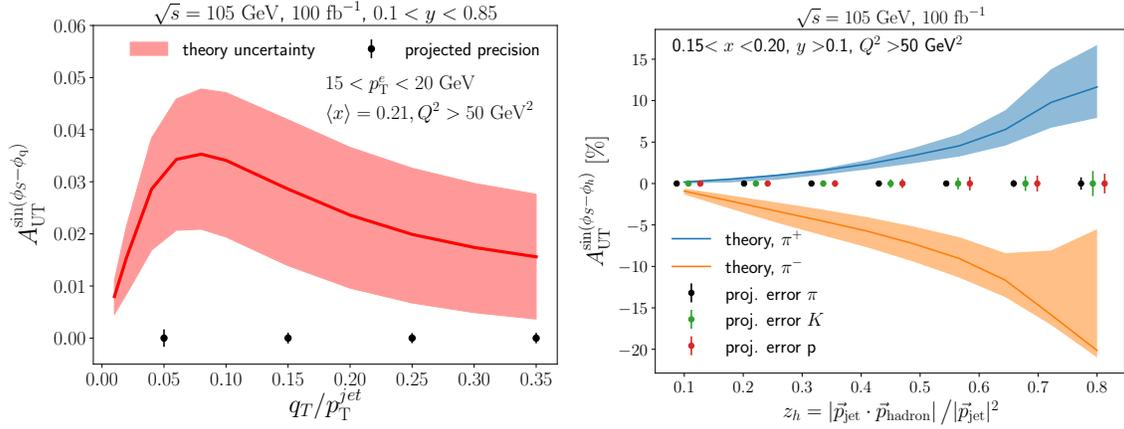 √s = 105 GeV, 100 fb⁻¹, 0.1 < y < 0.85
theory uncertainty
projected precision
15 < p_T^e < 20 GeV
⟨x⟩ = 0.21, Q² > 50 GeV²
A_UT^sin(φ_S−φ_q)
0.06
0.05
0.04
0.03
0.02
0.01
0.00
0.00 0.05 0.10 0.15 0.20 0.25 0.30 0.35
q_T/p_T^jet
√s = 105 GeV, 100 fb⁻¹
0.15< x <0.20, y >0.1, Q² >50 GeV²
A_UT^sin(φ_S−φ_h) [%]
15
10
5
0
−5
−10
−15
−20
theory, π⁺
theory, π⁻
proj. error π
proj. error K
proj. error p
0.1 0.2 0.3 0.4 0.5 0.6 0.7 0.8
z_h = |p⃗_jet · p⃗_hadron| / |p⃗_jet|²